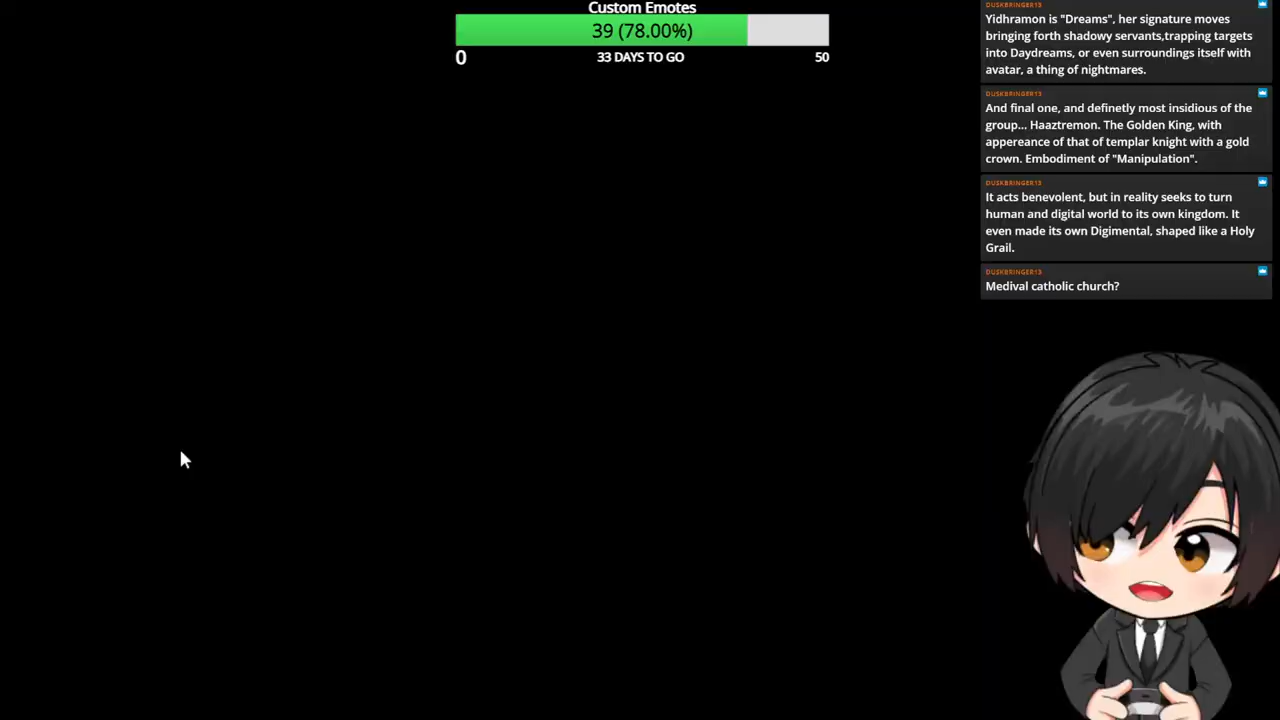 Custom Emotes
39 (78.00%)
0
33 DAYS TO GO
50
DUSKBRINGER13
Yidhramon is "Dreams", her signature moves
bringing forth shadowy servants,trapping targets
into Daydreams, or even surroundings itself with
avatar, a thing of nightmares.
DUSKBRINGER13
And final one, and definetly most insidious of the
group... Haaztremon. The Golden King, with
appereance of that of templar knight with a gold
crown. Embodiment of "Manipulation".
DUSKBRINGER13
It acts benevolent, but in reality seeks to turn
human and digital world to its own kingdom. It
even made its own Digimental, shaped like a Holy
Grail.
DUSKBRINGER13
Medival catholic church?